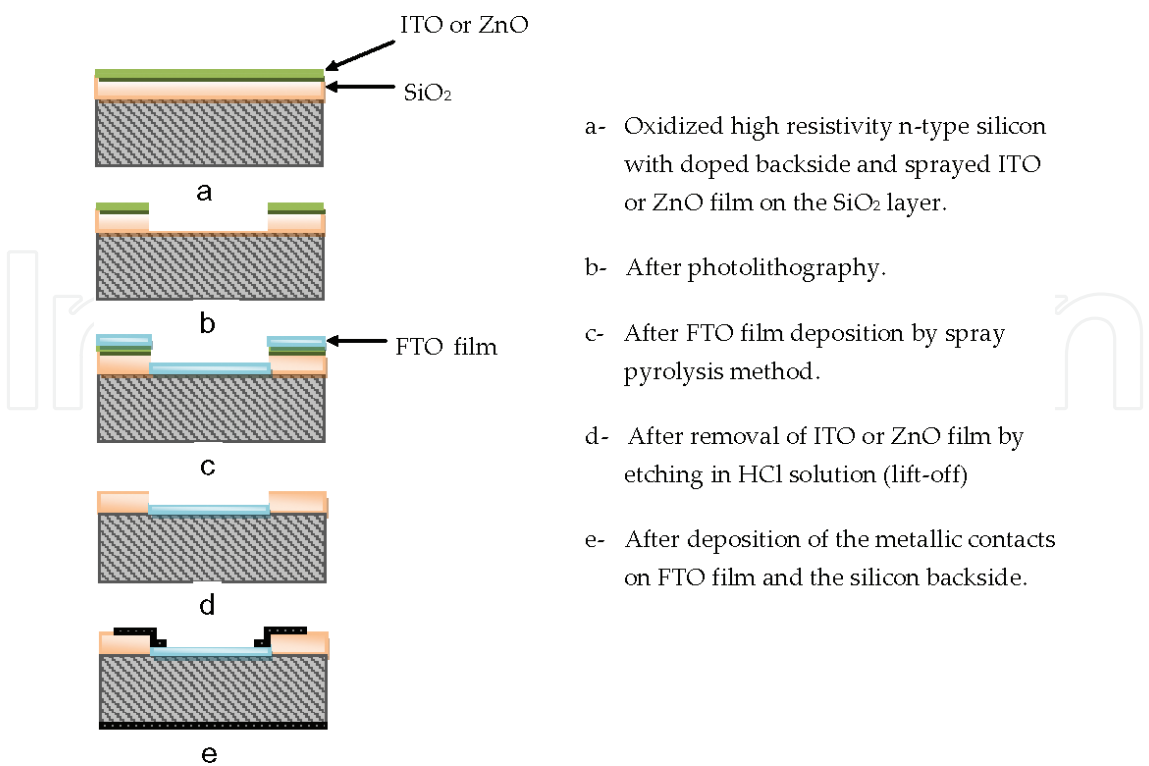 ITO or ZnO
SiO₂
a
b
FTO film
c
d
e
a- Oxidized high resistivity n-type silicon
with doped backside and sprayed ITO
or ZnO film on the SiO₂ layer.
b- After photolithography.
c- After FTO film deposition by spray
pyrolysis method.
d- After removal of ITO or ZnO film by
etching in HCl solution (lift-off)
e- After deposition of the metallic contacts
on FTO film and the silicon backside.